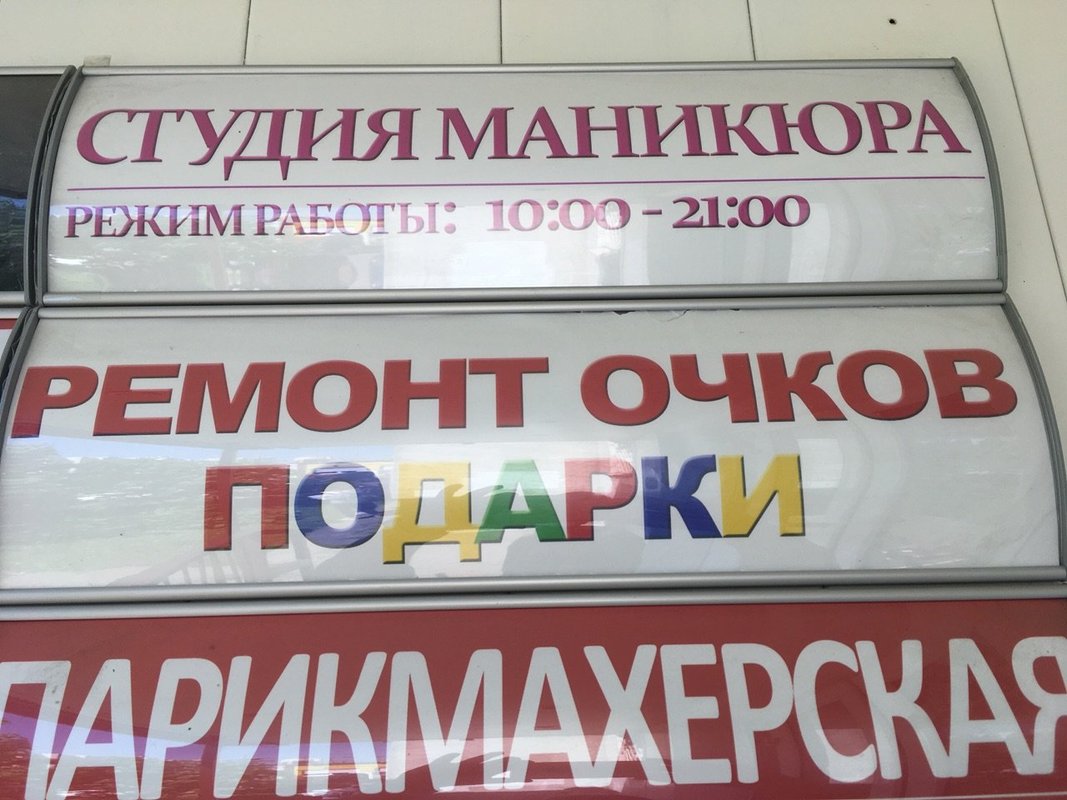 СТУДИЯ МАНИКЮРА
РЕЖИМ РАБОТЫ: 10:00 - 21:00
РЕМОНТ ОЧКОВ
ПОДАРКИ
ПАРИКМАХЕРСКАЯ